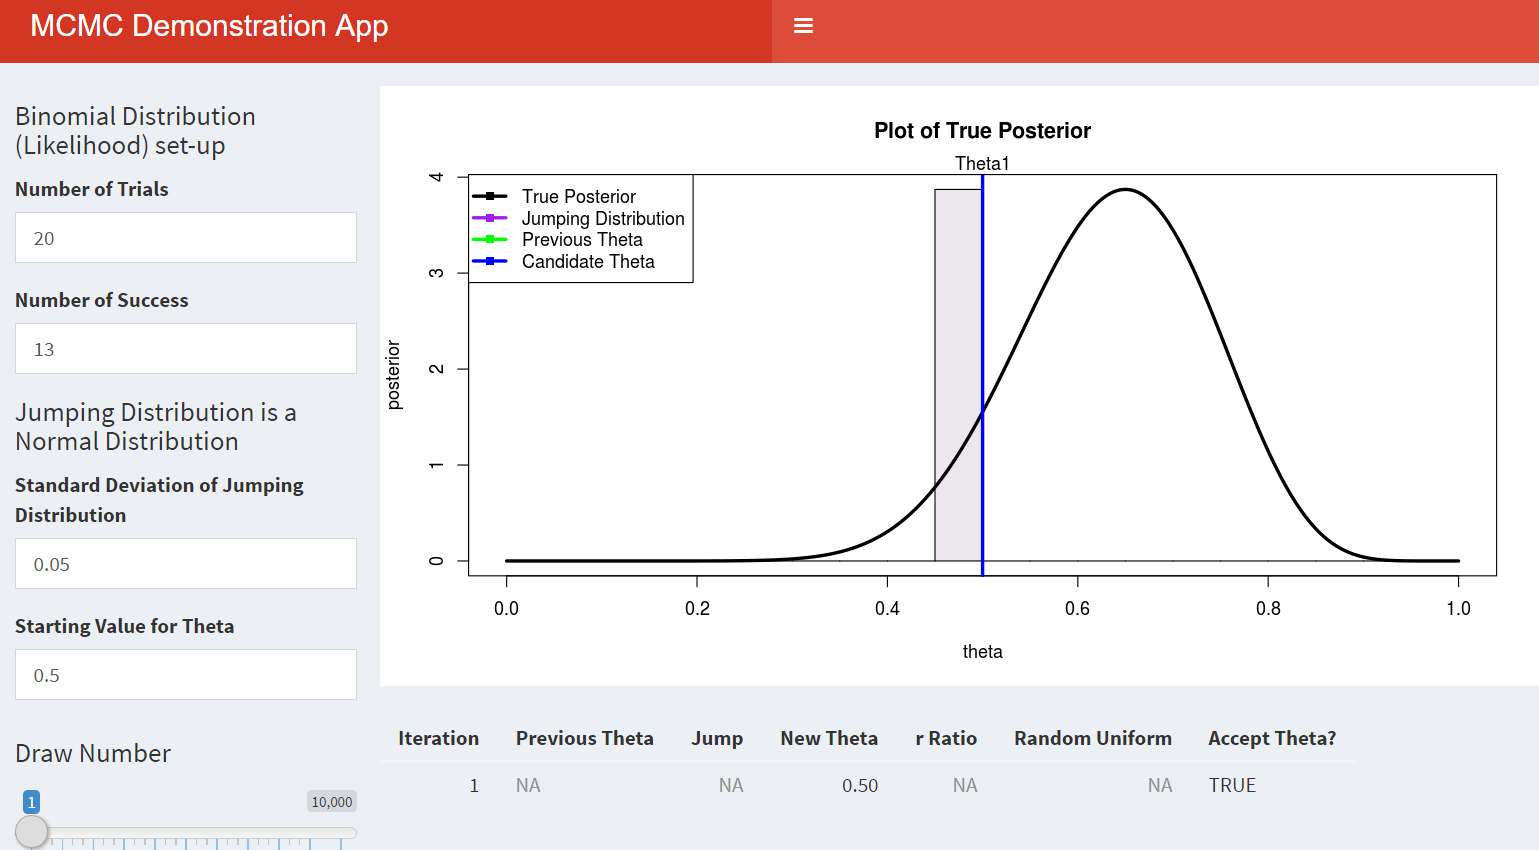 MCMC Demonstration App
Binomial Distribution
(Likelihood) set-up
Number of Trials
20
Number of Success
13
Jumping Distribution is a
Normal Distribution
Standard Deviation of Jumping
Distribution
0.05
Starting Value for Theta
0.5
Draw Number
1 10,000
Plot of True Posterior
Theta1
True Posterior
Jumping Distribution
Previous Theta
Candidate Theta
posterior
4
3
2
1
0
0.0 0.2 0.4 0.6 0.8 1.0
theta
Iteration Previous Theta Jump New Theta r Ratio Random Uniform Accept Theta?
1 NA NA 0.50 NA NA TRUE